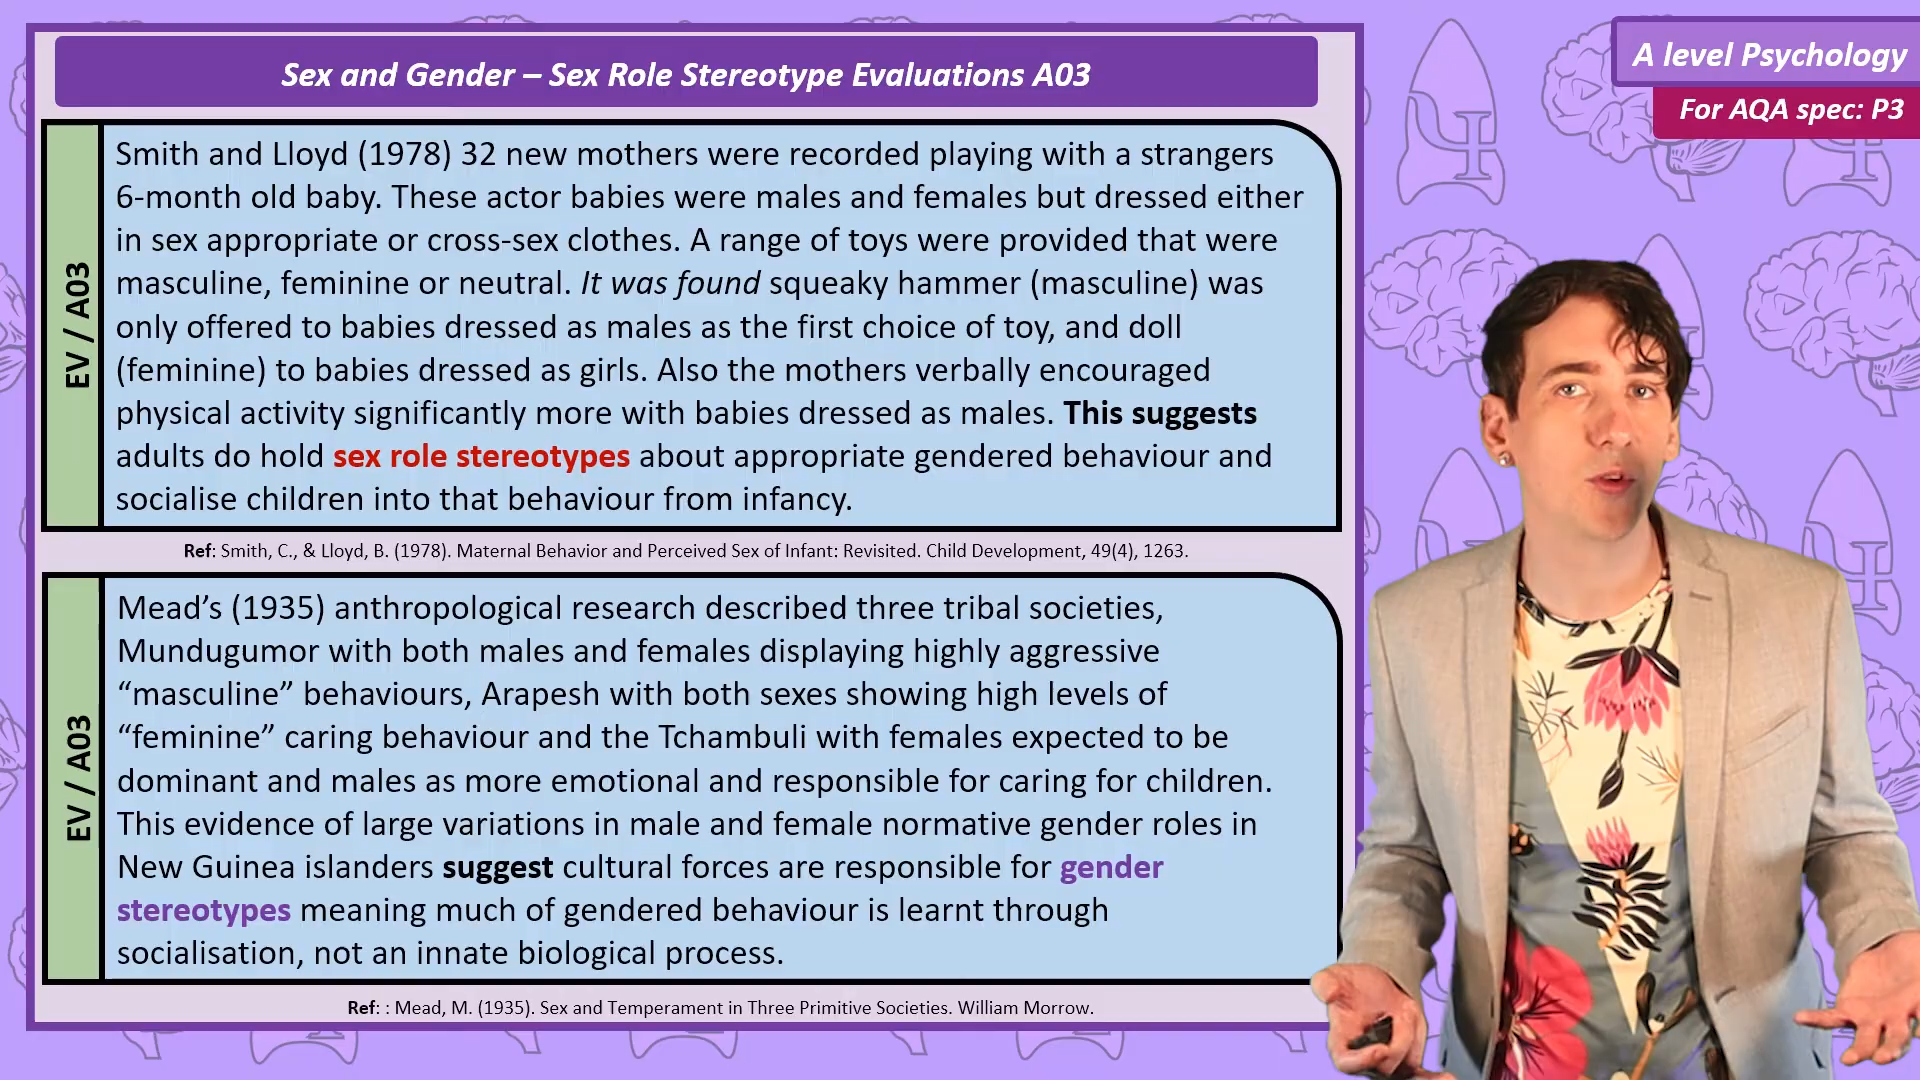 Sex and Gender – Sex Role Stereotype Evaluations A03
A level Psychology
For AQA spec: P3
EV / A03
Smith and Lloyd (1978) 32 new mothers were recorded playing with a strangers
6-month old baby. These actor babies were males and females but dressed either
in sex appropriate or cross-sex clothes. A range of toys were provided that were
masculine, feminine or neutral. It was found squeaky hammer (masculine) was
only offered to babies dressed as males as the first choice of toy, and doll
(feminine) to babies dressed as girls. Also the mothers verbally encouraged
physical activity significantly more with babies dressed as males. This suggests
adults do hold sex role stereotypes about appropriate gendered behaviour and
socialise children into that behaviour from infancy.
Ref: Smith, C., & Lloyd, B. (1978). Maternal Behavior and Perceived Sex of Infant: Revisited. Child Development, 49(4), 1263.
EV / A03
Mead’s (1935) anthropological research described three tribal societies,
Mundugumor with both males and females displaying highly aggressive
“masculine” behaviours, Arapesh with both sexes showing high levels of
“feminine” caring behaviour and the Tchambuli with females expected to be
dominant and males as more emotional and responsible for caring for children.
This evidence of large variations in male and female normative gender roles in
New Guinea islanders suggest cultural forces are responsible for gender
stereotypes meaning much of gendered behaviour is learnt through
socialisation, not an innate biological process.
Ref: : Mead, M. (1935). Sex and Temperament in Three Primitive Societies. William Morrow.